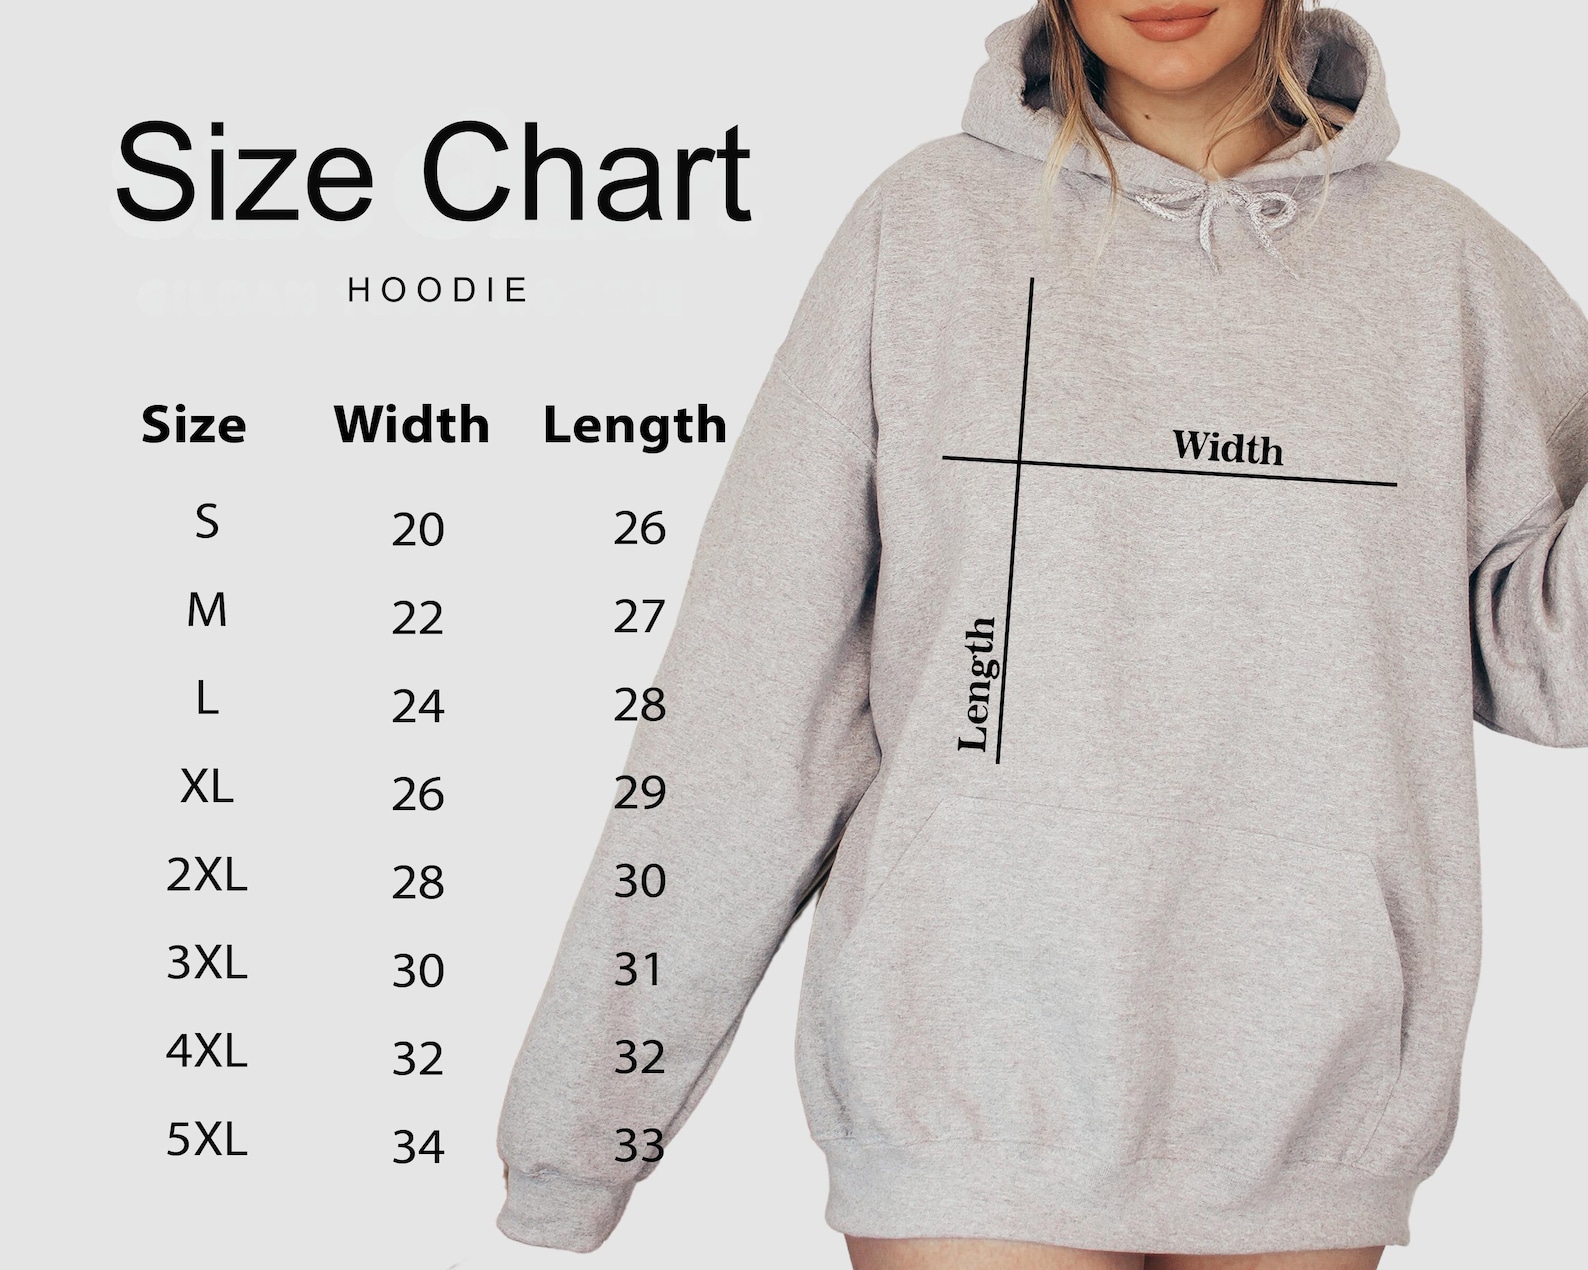 Size Chart
HOODIE
Size Width Length
S 20 26
M 22 27
L 24 28
XL 26 29
2XL 28 30
3XL 30 31
4XL 32 32
5XL 34 33
Width
Length